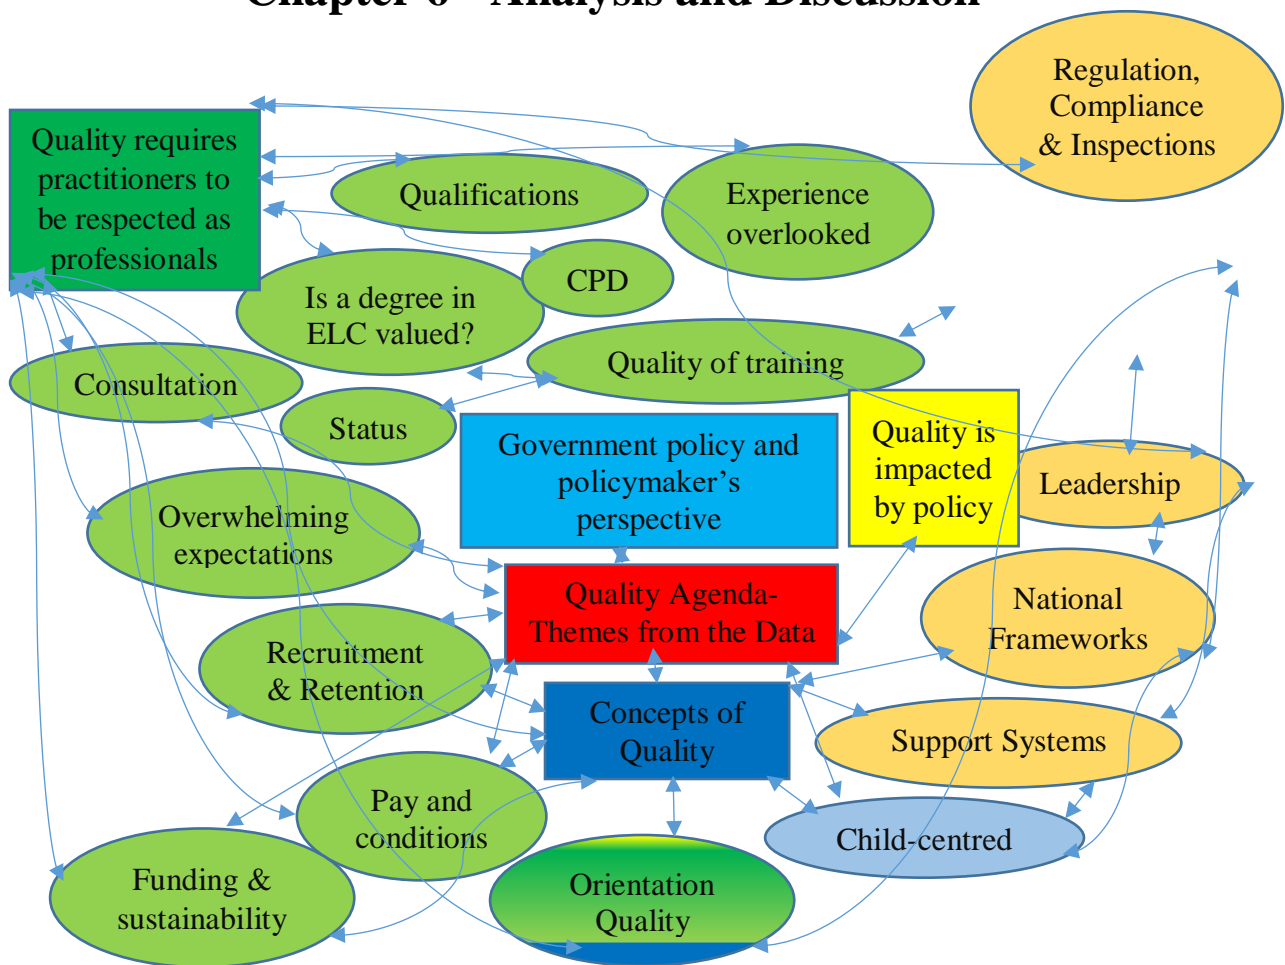 Chapter 6 - Analysis and Discussion
Regulation,
Compliance
& Inspections
Quality requires
practitioners to
be respected as
professionals
Qualifications
Experience
overlooked
CPD
Is a degree in
ELC valued?
Quality of training
Consultation
Status
Government policy and
policymaker's
perspective
Quality is
impacted
by policy
Leadership
Overwhelming
expectations
Quality Agenda-
Themes from the Data
National
Frameworks
Recruitment
& Retention
Concepts of
Quality
Support Systems
Pay and
conditions
Child-centred
Funding &
sustainability
Orientation
Quality